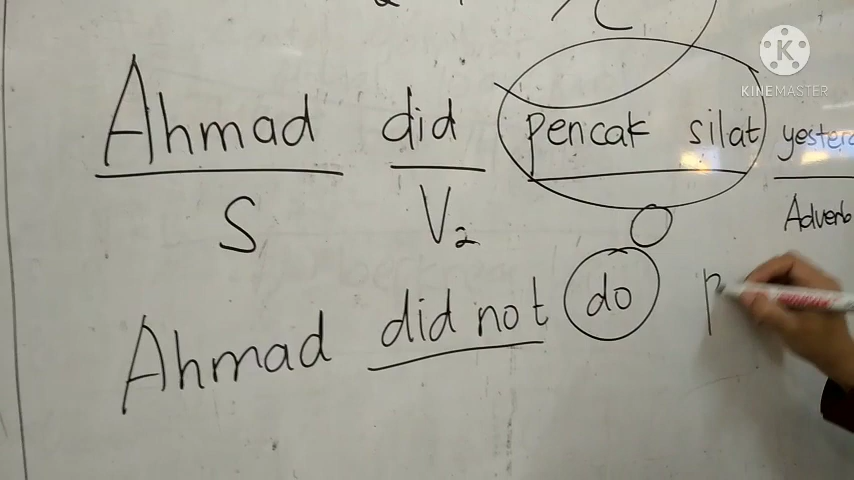 KINEMASTER
Ahmad did pencak silat
S V2 O Adverb
Ahmad did not do p